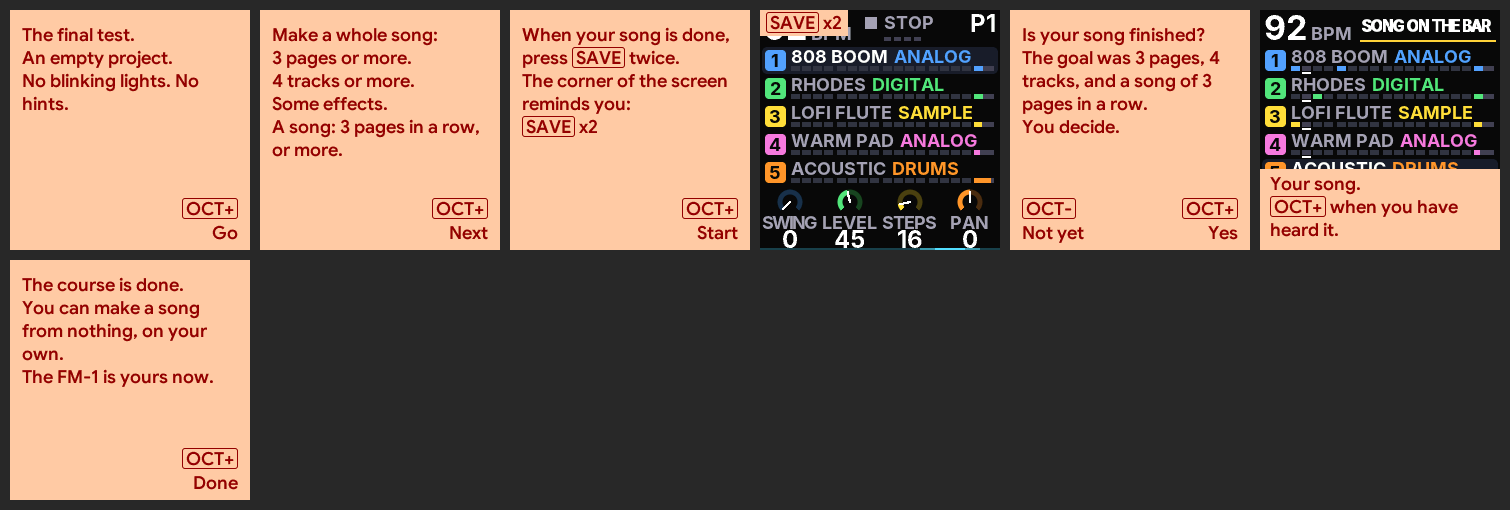 The final test.
An empty project.
No blinking lights. No
hints.
OCT+
Go
Make a whole song:
3 pages or more.
4 tracks or more.
Some effects.
A song: 3 pages in a row,
or more.
OCT+
Next
When your song is done,
press SAVE twice.
The corner of the screen
reminds you:
SAVE x2
OCT+
Start
SAVE x2
STOP
P1
1 808 BOOM ANALOG
2 RHODES DIGITAL
3 LOFI FLUTE SAMPLE
4 WARM PAD ANALOG
5 ACOUSTIC DRUMS
SWING LEVEL STEPS PAN
0 45 16 0
Is your song finished?
The goal was 3 pages, 4
tracks, and a song of 3
pages in a row.
You decide.
OCT- OCT+
Not yet Yes
92 BPM SONG ON THE BAR
1 808 BOOM ANALOG
2 RHODES DIGITAL
3 LOFI FLUTE SAMPLE
4 WARM PAD ANALOG
ACOUSTIC DRUMS
Your song.
OCT+ when you have
heard it.
The course is done.
You can make a song
from nothing, on your
own.
The FM-1 is yours now.
OCT+
Done